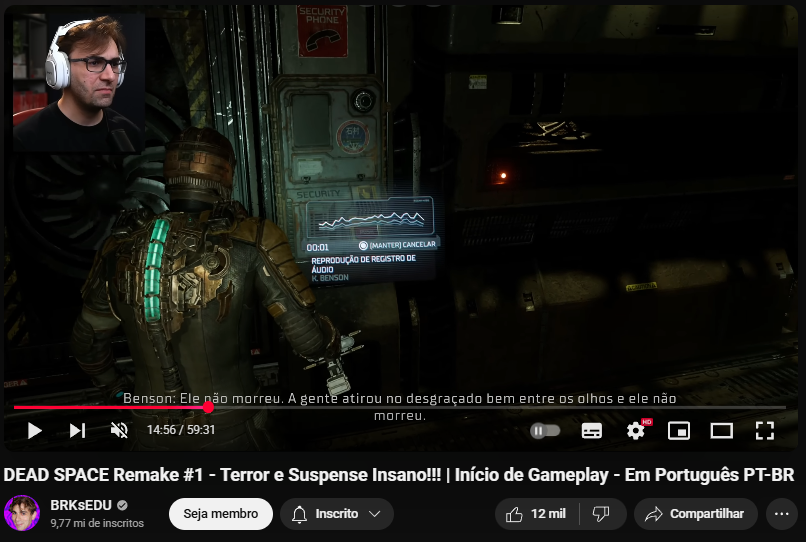 SECURITY
PHONE
SECURITY
00:01
(MANTER) CANCELAR
REPRODUÇÃO DE REGISTRO DE
ÁUDIO
K. BENSON
Benson: Ele não morreu. A gente atirou no desgraçado bem entre os olhos e ele não
morreu.
14:56 / 59:31
HD
DEAD SPACE Remake #1 - Terror e Suspense Insano!!! | Início de Gameplay - Em Português PT-BR
BRKsEDU
9,77 mi de inscritos
Seja membro
Inscrito
12 mil
Compartilhar